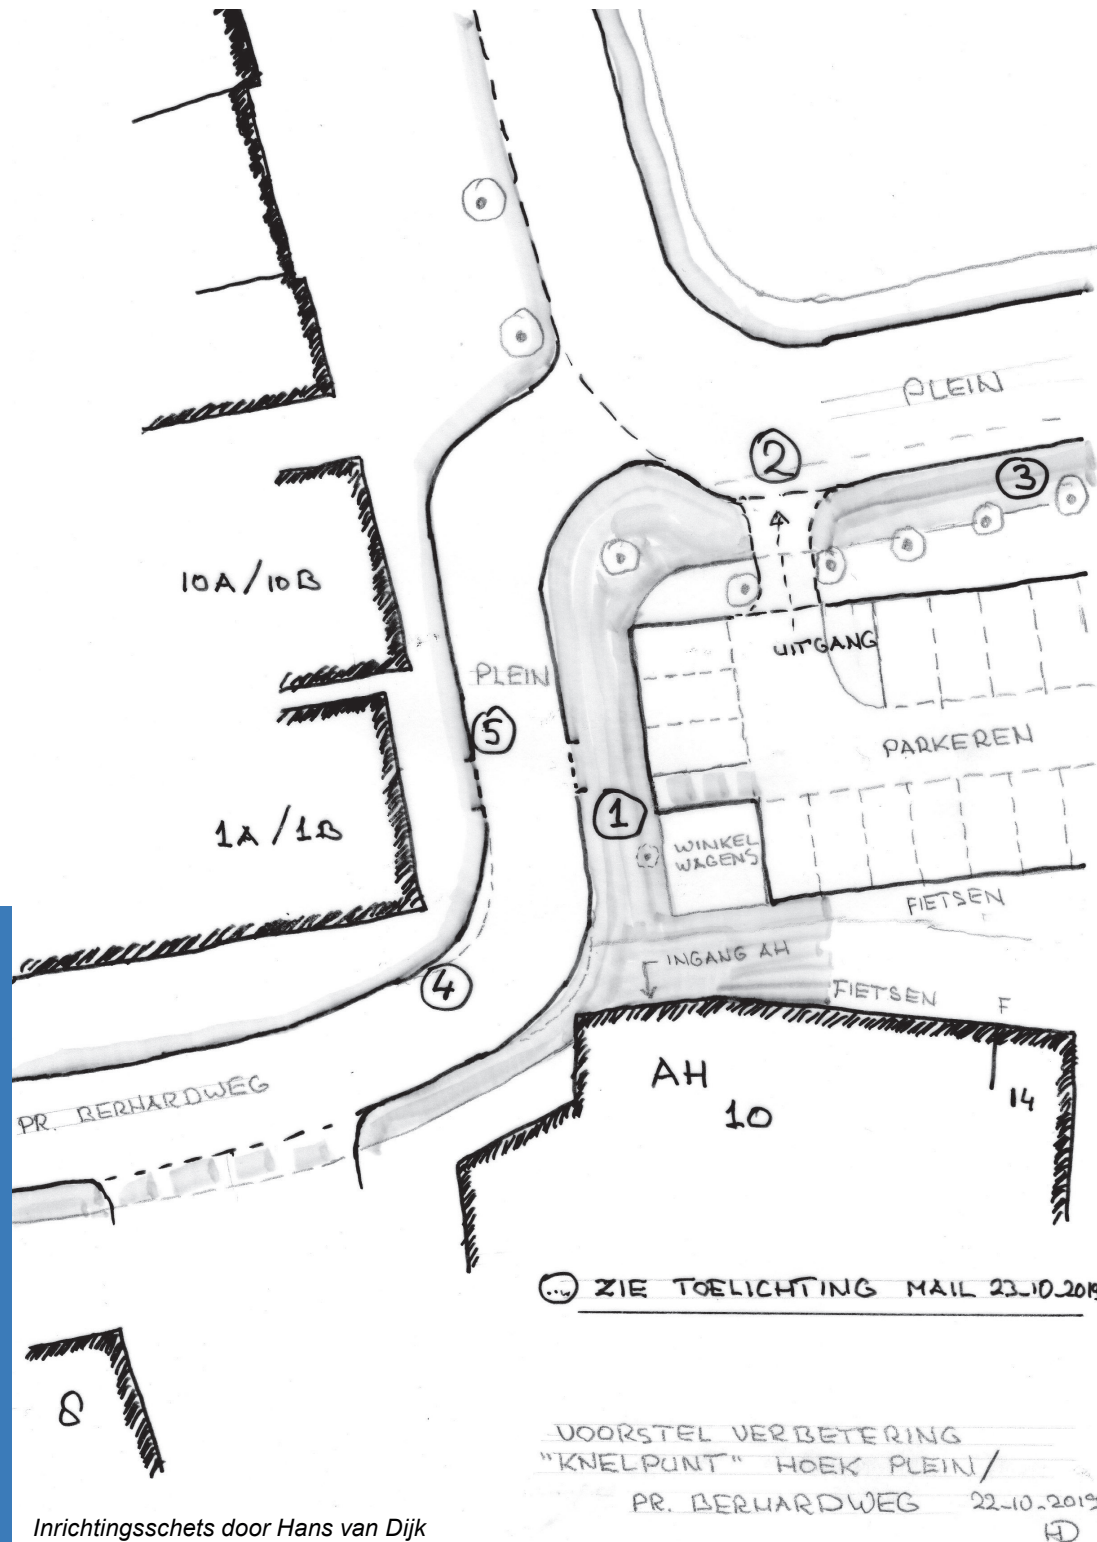 PLEIN
2
3
10A/10B
UITGANG
PLEIN
5
PARKEREN
1
1A/1B
WINKEL
WAGENS
FIETSEN
INGANG AH
4
FIETSEN
F
AH
10
14
PR. BERHARDWEG
... ZIE TOELICHTING MAIL 23-10-2019
8
VOORSTEL VERBETERING
"KNELPUNT" HOEK PLEIN/
PR. BERHARDWEG 22-10-2019
HD
Inrichtingsschets door Hans van Dijk